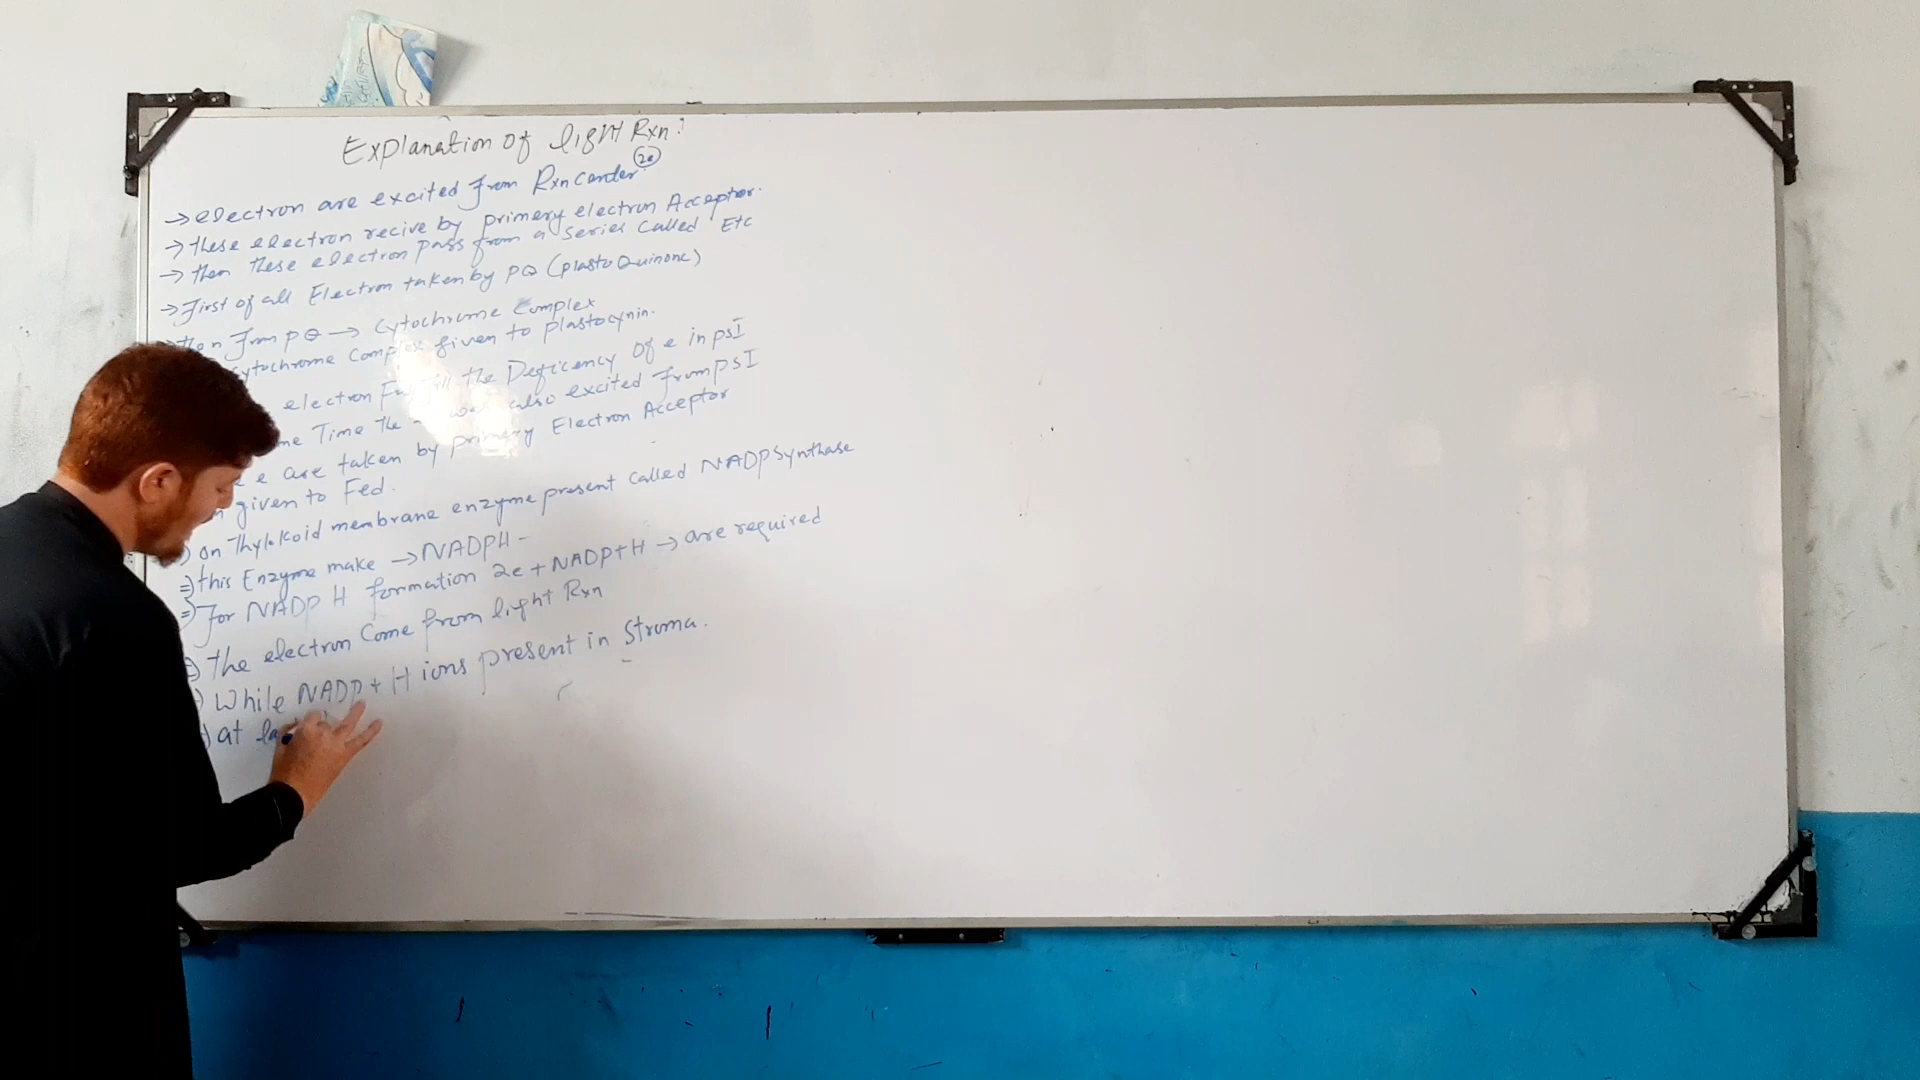 Explanation of light Rxn:
→ electron are excited from Rxn Center 2e
→ these electron recive by primery electron Acceptor.
→ then these electron pass from a series called Etc
→ First of all Electron taken by PQ (plasto Quinone)
then from PQ → Cytochrome Complex
Cytochrome Complex given to plastocynin.
electron Fulfill the Deficency of e in PSI
me Time the was also excited from PSI
e are taken by primary Electron Acceptor
given to Fed.
on Thylakoid membrane enzyme present called NADP Synthase
⇒ this Enzyme make → NADPH -
⇒ for NADP H formation 2e + NADP + H → are required
⇒ the electron Come from light Rxn
While NADP + H ions present in Stroma.
at